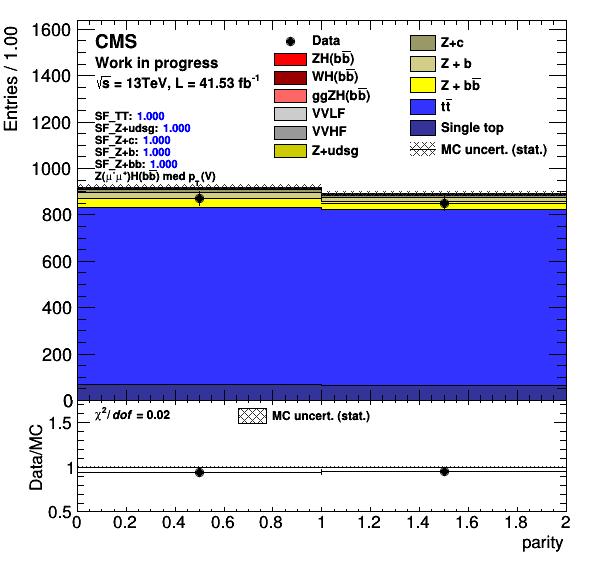 Entries / 1.00
1600
1400
1200
1000
800
600
400
200
0
CMS
Work in progress
√s = 13TeV, L = 41.53 fb⁻¹
SF_TT: 1.000
SF_Z+udsg: 1.000
SF_Z+c: 1.000
SF_Z+b: 1.000
SF_Z+bb: 1.000
Z(μ⁻μ⁺)H(bb̅) med p_T(V)
Data
ZH(bb̅)
WH(bb̅)
ggZH(bb̅)
VVLF
VVHF
Z+udsg
Z+c
Z + b
Z + bb̅
tt̅
Single top
MC uncert. (stat.)
Data/MC
1.5
1
0.5
χ²/dof = 0.02
MC uncert. (stat.)
0 0.2 0.4 0.6 0.8 1 1.2 1.4 1.6 1.8 2
parity